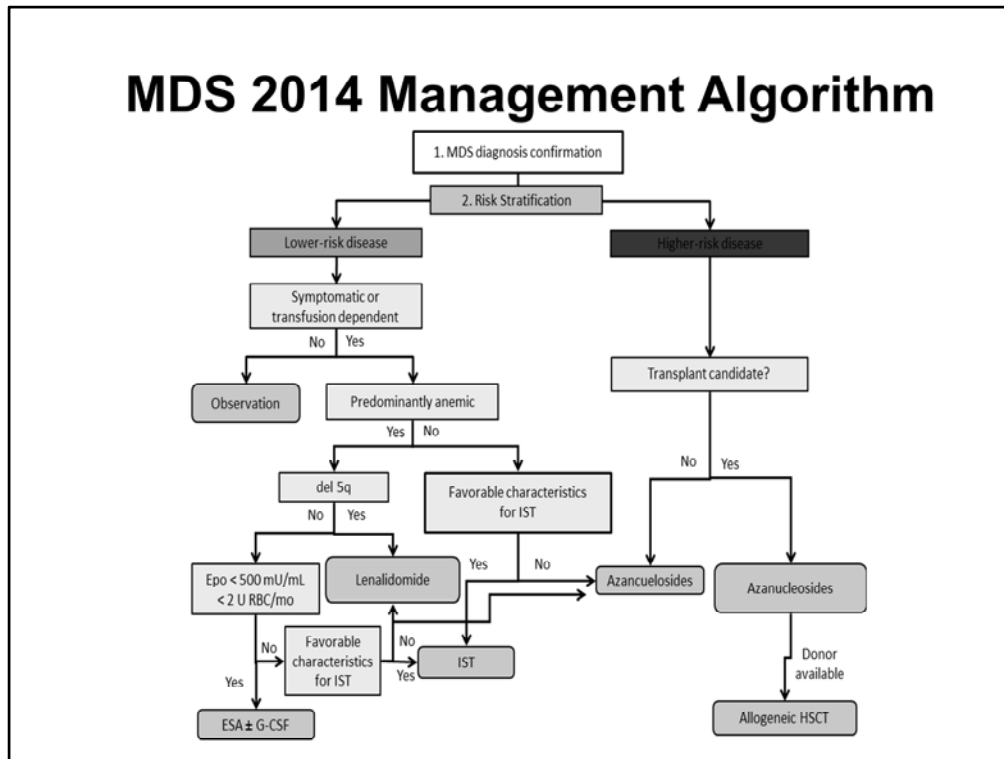 MDS 2014 Management Algorithm
1. MDS diagnosis confirmation
2. Risk Stratification
Lower-risk disease
Higher-risk disease
Symptomatic or
transfusion dependent
No
Yes
Observation
Predominantly anemic
Transplant candidate?
Yes
No
No
Yes
del 5q
Favorable characteristics
for IST
No
Yes
Yes
No
Epo < 500 mU/mL
< 2 U RBC/mo
Lenalidomide
Azancuelosides
Azanucleosides
No
Favorable
characteristics
for IST
No
Yes
IST
Yes
Donor
available
ESA ± G-CSF
Allogeneic HSCT